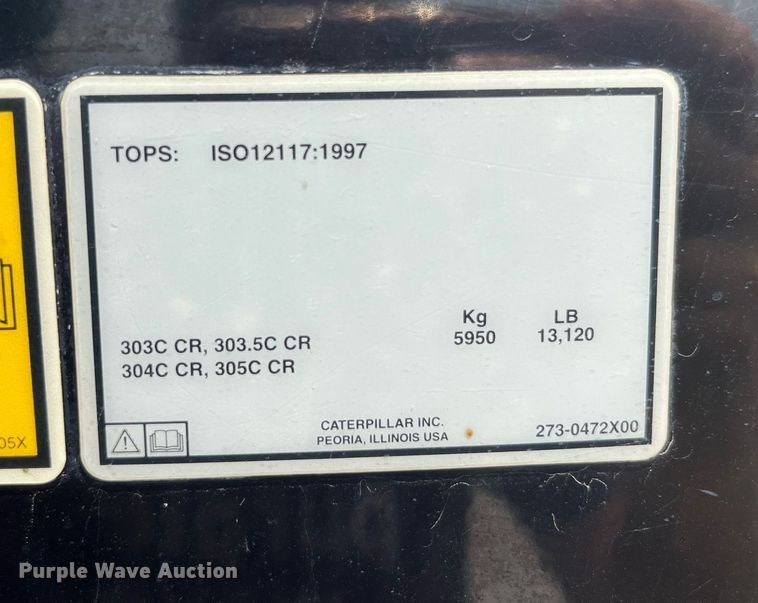 TOPS: ISO12117:1997
Kg LB
303C CR, 303.5C CR 5950 13,120
304C CR, 305C CR
CATERPILLAR INC.
PEORIA, ILLINOIS USA
273-0472X00
05X
Purple Wave Auction